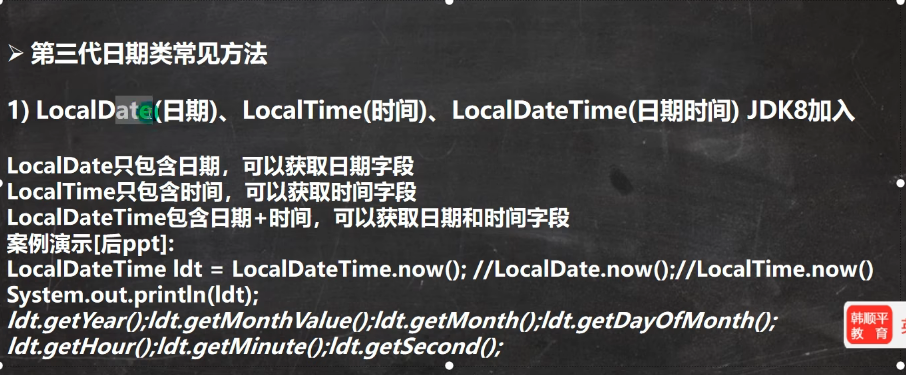 ➢ 第三代日期类常见方法
1) LocalDate(日期)、LocalTime(时间)、LocalDateTime(日期时间) JDK8加入
LocalDate只包含日期，可以获取日期字段
LocalTime只包含时间，可以获取时间字段
LocalDateTime包含日期+时间，可以获取日期和时间字段
案例演示[后ppt]:
LocalDateTime ldt = LocalDateTime.now(); //LocalDate.now();//LocalTime.now()
System.out.println(ldt);
ldt.getYear();ldt.getMonthValue();ldt.getMonth();ldt.getDayOfMonth();
ldt.getHour();ldt.getMinute();ldt.getSecond();
韩顺平
教育